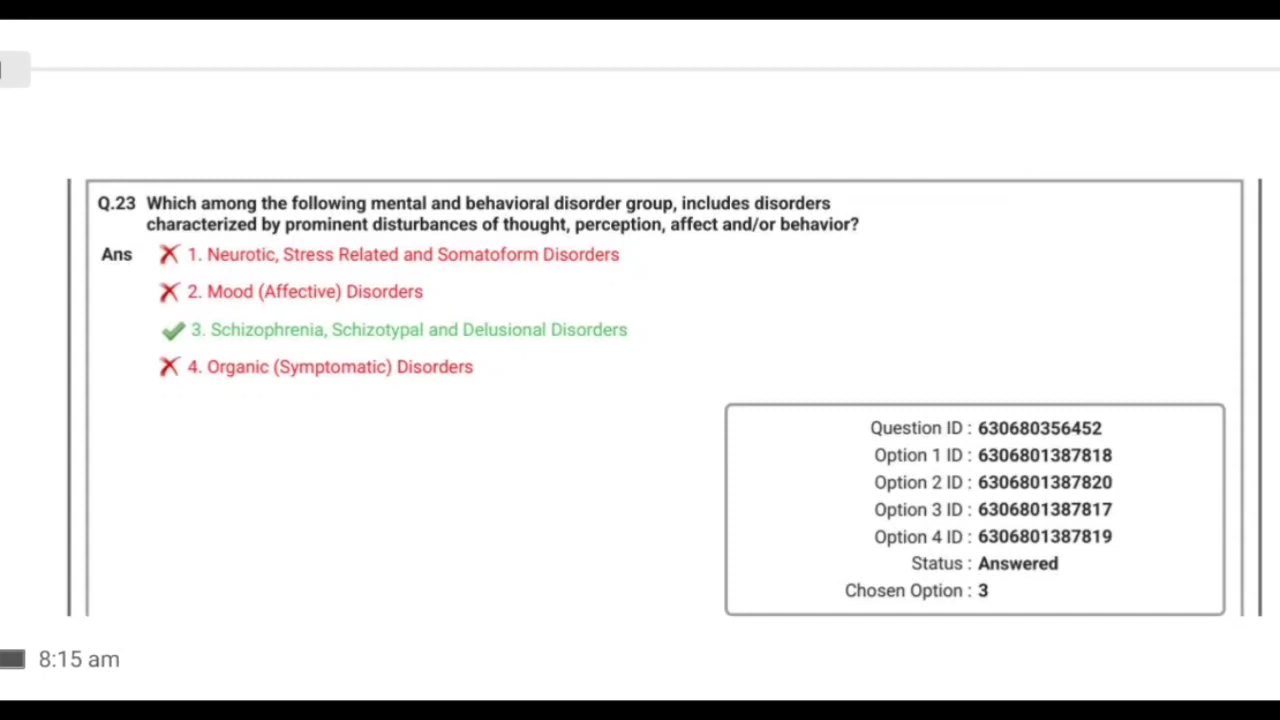 Q.23 Which among the following mental and behavioral disorder group, includes disorders
characterized by prominent disturbances of thought, perception, affect and/or behavior?
Ans 1. Neurotic, Stress Related and Somatoform Disorders
2. Mood (Affective) Disorders
3. Schizophrenia, Schizotypal and Delusional Disorders
4. Organic (Symptomatic) Disorders
Question ID : 630680356452
Option 1 ID : 6306801387818
Option 2 ID : 6306801387820
Option 3 ID : 6306801387817
Option 4 ID : 6306801387819
Status : Answered
Chosen Option : 3
8:15 am